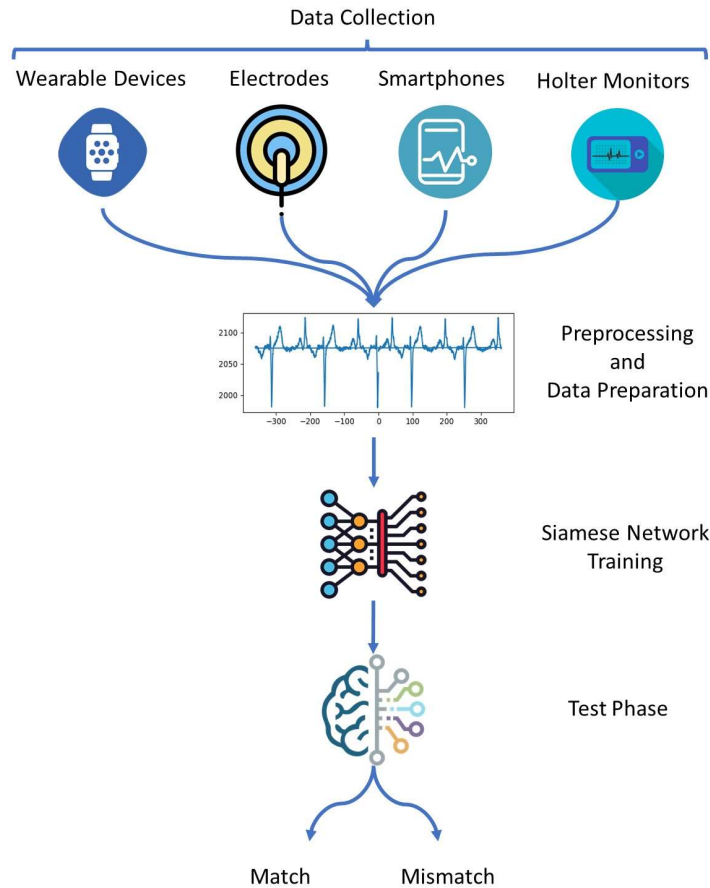 Data Collection
Wearable Devices
Electrodes
Smartphones
Holter Monitors
2100
2050
2000
−300
−200
−100
0
100
200
300
Preprocessing
and
Data Preparation
Siamese Network
Training
Test Phase
Match
Mismatch